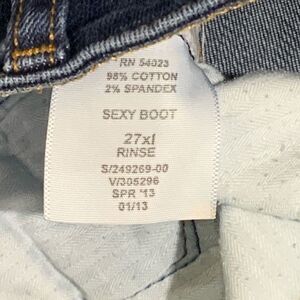 RN 54023
98% COTTON
2% SPANDEX
SEXY BOOT
27xl
RINSE
S/249269-00
V/305296
SPR '13
01/13